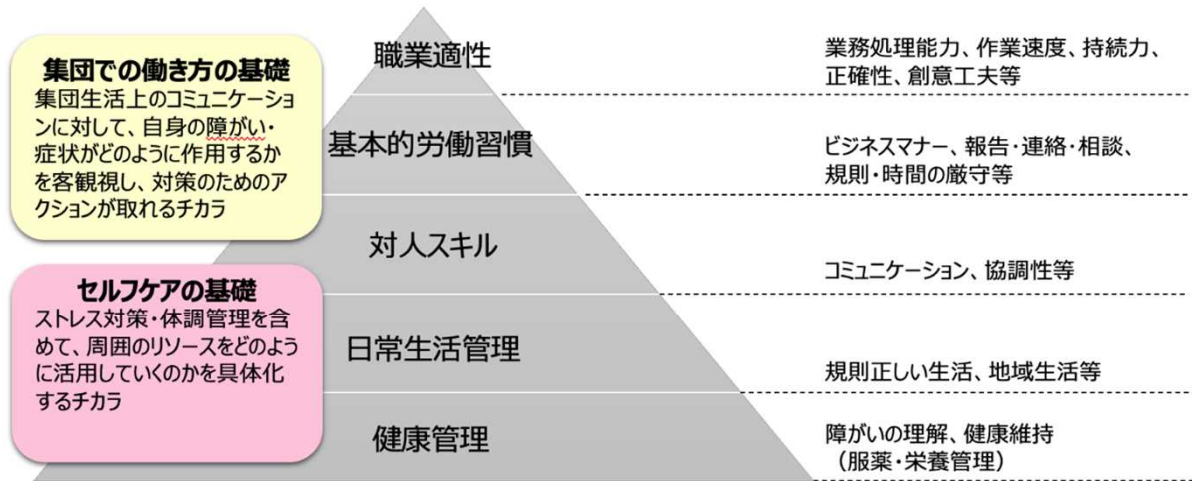 集団での働き方の基礎
集団生活上のコミュニケーショ
ンに対して、自身の障がい・
症状がどのように作用するか
を客観視し、対策のためのア
クションが取れるチカラ
セルフケアの基礎
ストレス対策・体調管理を含
めて、周囲のリソースをどのよう
に活用していくのかを具体化
するチカラ
職業適性
業務処理能力、作業速度、持続力、
正確性、創意工夫等
基本的労働習慣
ビジネスマナー、報告・連絡・相談、
規則・時間の厳守等
対人スキル
コミュニケーション、協調性等
日常生活管理
規則正しい生活、地域生活等
健康管理
障がいの理解、健康維持
（服薬・栄養管理）